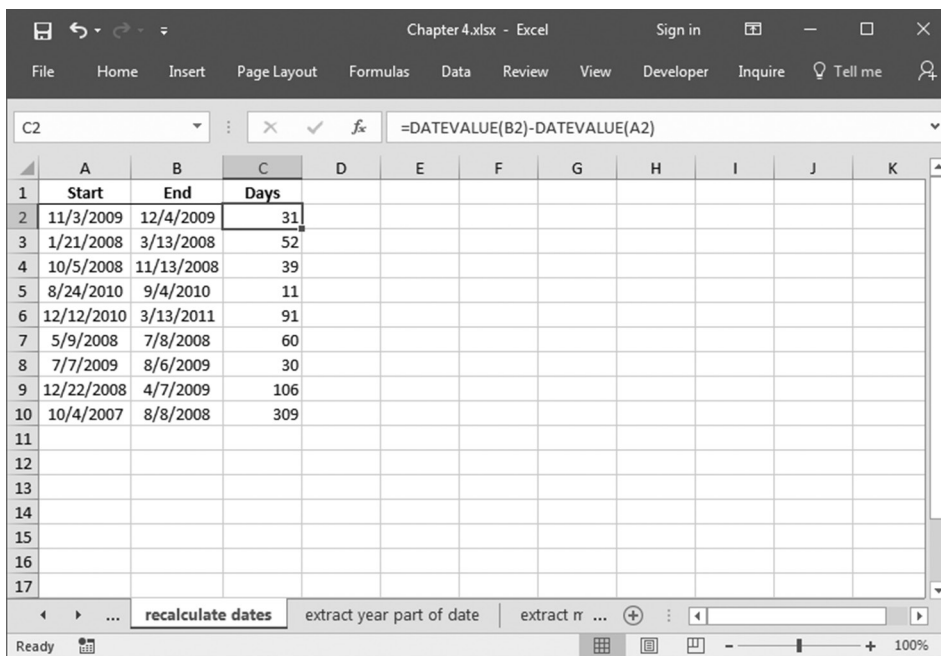 Chapter 4.xlsx - Excel Sign in
File Home Insert Page Layout Formulas Data Review View Developer Inquire Tell me
C2 fx =DATEVALUE(B2)-DATEVALUE(A2)
A B C D E F G H I J K
1 Start End Days
2 11/3/2009 12/4/2009 31
3 1/21/2008 3/13/2008 52
4 10/5/2008 11/13/2008 39
5 8/24/2010 9/4/2010 11
6 12/12/2010 3/13/2011 91
7 5/9/2008 7/8/2008 60
8 7/7/2009 8/6/2009 30
9 12/22/2008 4/7/2009 106
10 10/4/2007 8/8/2008 309
11
12
13
14
15
16
17
... recalculate dates extract year part of date extract m ...
Ready 100%